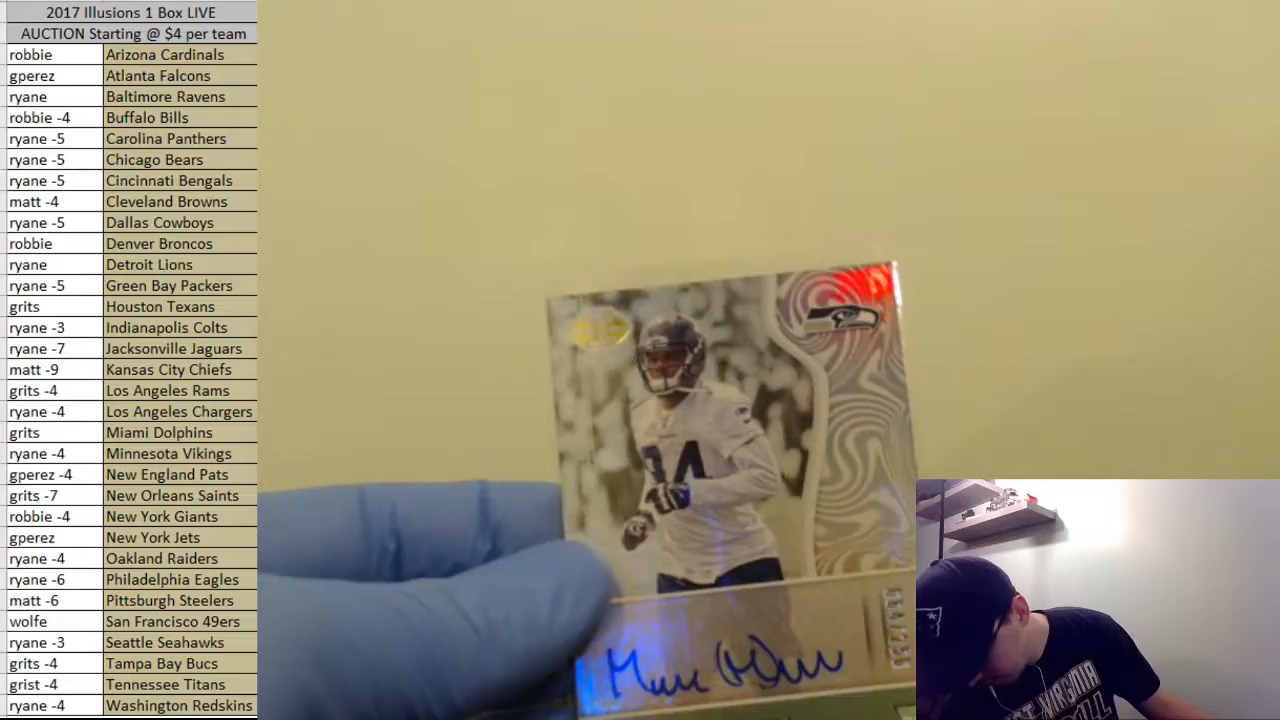 2017 Illusions 1 Box LIVE
AUCTION Starting @ $4 per team
robbie Arizona Cardinals
gperez Atlanta Falcons
ryane Baltimore Ravens
robbie -4 Buffalo Bills
ryane -5 Carolina Panthers
ryane -5 Chicago Bears
ryane -5 Cincinnati Bengals
matt -4 Cleveland Browns
ryane -5 Dallas Cowboys
robbie Denver Broncos
ryane Detroit Lions
ryane -5 Green Bay Packers
grits Houston Texans
ryane -3 Indianapolis Colts
ryane -7 Jacksonville Jaguars
matt -9 Kansas City Chiefs
grits -4 Los Angeles Rams
ryane -4 Los Angeles Chargers
grits Miami Dolphins
ryane -4 Minnesota Vikings
gperez -4 New England Pats
grits -7 New Orleans Saints
robbie -4 New York Giants
gperez New York Jets
ryane -4 Oakland Raiders
ryane -6 Philadelphia Eagles
matt -6 Pittsburgh Steelers
wolfe San Francisco 49ers
ryane -3 Seattle Seahawks
grits -4 Tampa Bay Bucs
grist -4 Tennessee Titans
ryane -4 Washington Redskins